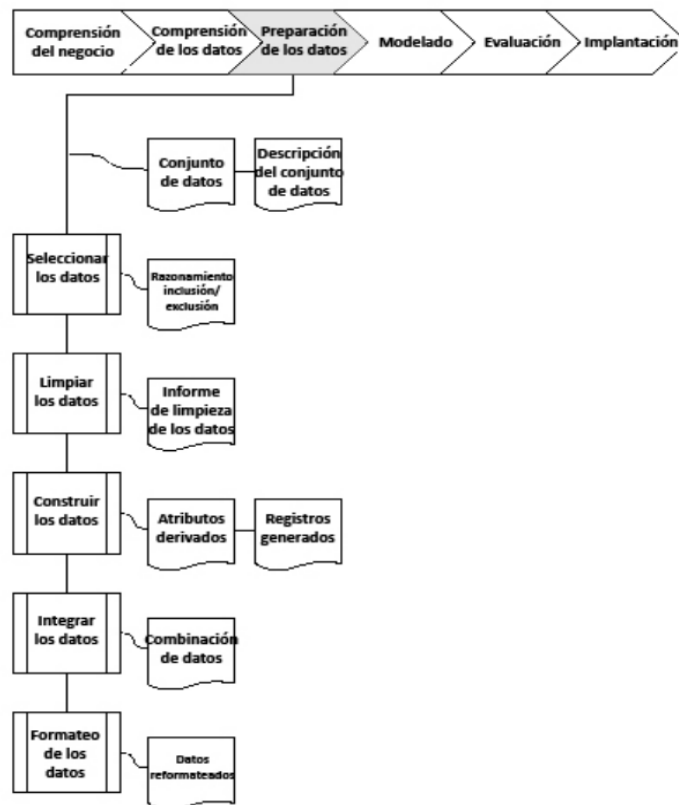 Comprensión
del negocio
Comprensión
de los datos
Preparación
de los datos
Modelado
Evaluación
Implantación
Conjunto
de datos
Descripción
del conjunto
de datos
Seleccionar
los datos
Razonamiento
inclusión/
exclusión
Limpiar
los datos
Informe
de limpieza
de los datos
Construir
los datos
Atributos
derivados
Registros
generados
Integrar
los datos
Combinación
de datos
Formateo
de los
datos
Datos
reformateados